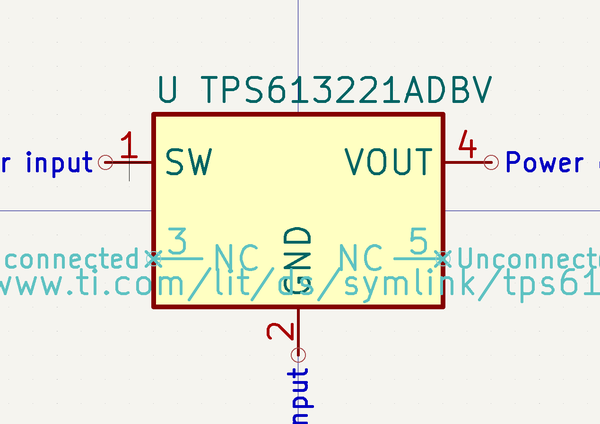 U TPS613221ADBV
1
4
r input SW VOUT Power
3 5
connected NC NC Unconnect
www.ti.com/lit/ds/symlink/tps61
GND
2
nput